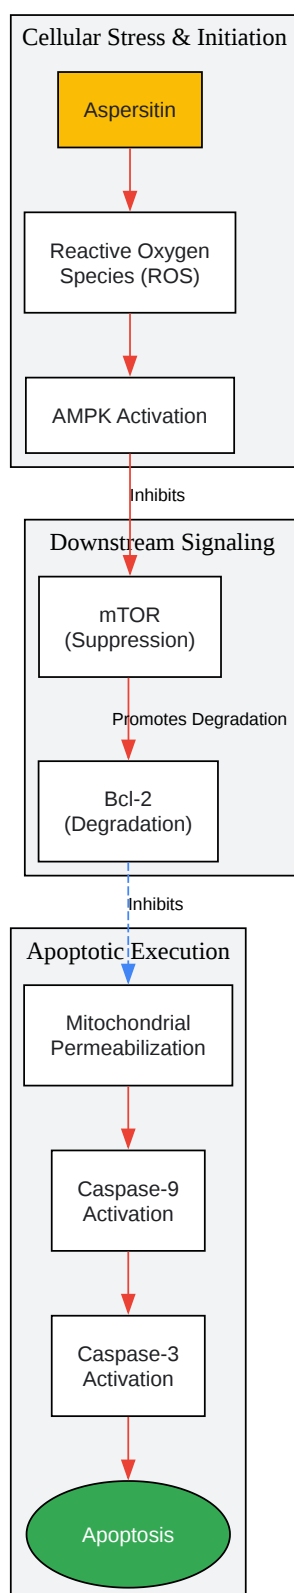 Cellular Stress & Initiation
Aspersitin
Reactive Oxygen
Species (ROS)
AMPK Activation
Inhibits
Downstream Signaling
mTOR
(Suppression)
Promotes Degradation
Bcl-2
(Degradation)
Inhibits
Apoptotic Execution
Mitochondrial
Permeabilization
Caspase-9
Activation
Caspase-3
Activation
Apoptosis